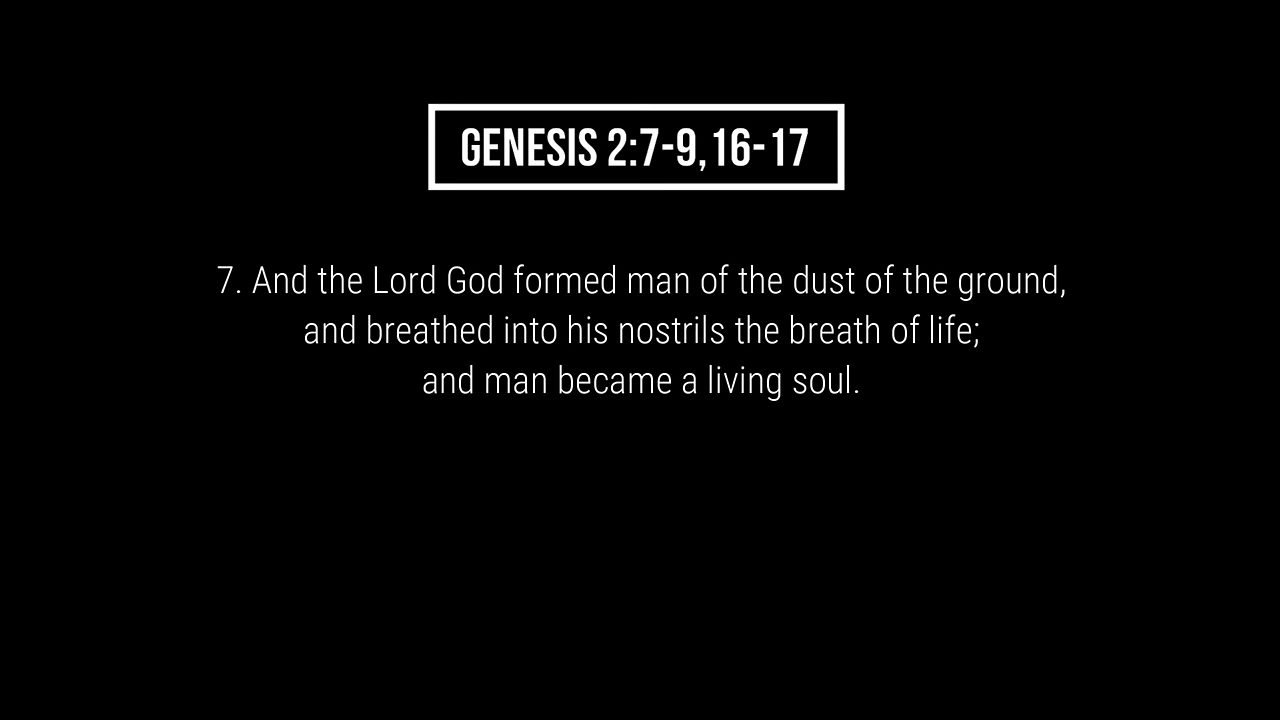 GENESIS 2:7-9,16-17
7. And the Lord God formed man of the dust of the ground,
and breathed into his nostrils the breath of life;
and man became a living soul.